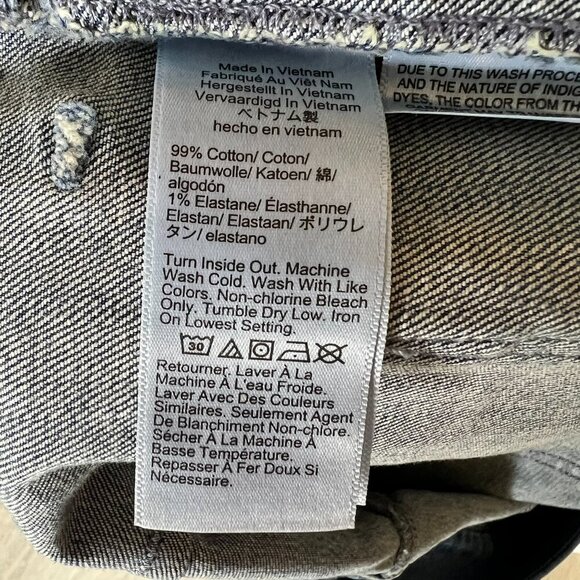 Made In Vietnam
Fabriqué Au Việt Nam
Hergestellt In Vietnam
Vervaardigd In Vietnam
ベトナム製
hecho en vietnam
99% Cotton/ Coton/
Baumwolle/ Katoen/ 綿/
algodón
1% Elastane/ Élasthanne/
Elastan/ Elastaan/ ポリウレ
タン/ elastano
Turn Inside Out. Machine
Wash Cold. Wash With Like
Colors. Non-chlorine Bleach
Only. Tumble Dry Low. Iron
On Lowest Setting.
30
Retourner. Laver À La
Machine À L'eau Froide.
Laver Avec Des Couleurs
Similaires. Seulement Agent
De Blanchiment Non-chlore.
Sécher À La Machine À
Basse Température.
Repasser À Fer Doux Si
Nécessaire.
DUE TO THIS WASH PROCE
AND THE NATURE OF INDIG
DYES, THE COLOR FROM TH